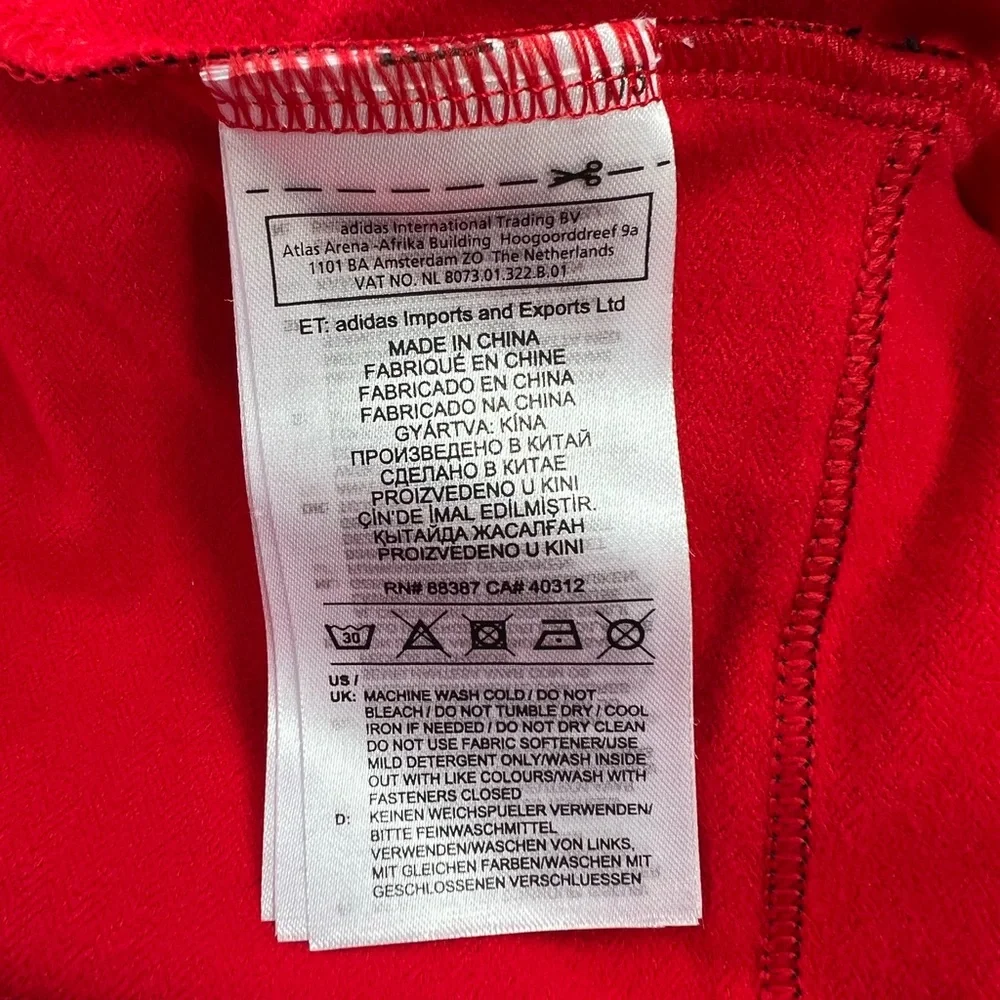 adidas International Trading BV
Atlas Arena -Afrika Building Hoogoorddreef 9a
1101 BA Amsterdam ZO The Netherlands
VAT NO. NL 8073.01.322.B.01
ET: adidas Imports and Exports Ltd
MADE IN CHINA
FABRIQUÉ EN CHINE
FABRICADO EN CHINA
FABRICADO NA CHINA
GYÁRTVA: KÍNA
ПРОИЗВЕДЕНО В КИТАЙ
СДЕЛАНО В КИТАЕ
PROIZVEDENO U KINI
ÇİN'DE İMAL EDİLMİŞTİR.
ҚЫТАЙДА ЖАСАЛҒАН
PROIZVEDENO U KINI
RN# 88387 CA# 40312
30
US /
UK: MACHINE WASH COLD / DO NOT
BLEACH / DO NOT TUMBLE DRY / COOL
IRON IF NEEDED / DO NOT DRY CLEAN
DO NOT USE FABRIC SOFTENER/USE
MILD DETERGENT ONLY/WASH INSIDE
OUT WITH LIKE COLOURS/WASH WITH
FASTENERS CLOSED
D: KEINEN WEICHSPUELER VERWENDEN/
BITTE FEINWASCHMITTEL
VERWENDEN/WASCHEN VON LINKS,
MIT GLEICHEN FARBEN/WASCHEN MIT
GESCHLOSSENEN VERSCHLUESSEN